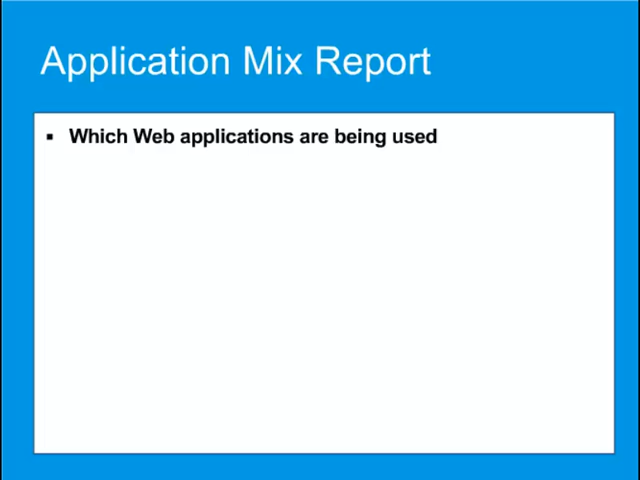 Application Mix Report
▪ Which Web applications are being used